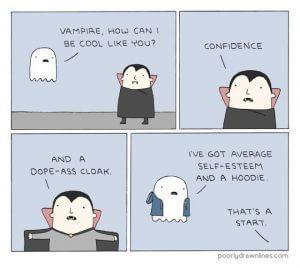 VAMPIRE, HOW CAN I
BE COOL LIKE YOU?
CONFIDENCE
AND A
DOPE-ASS CLOAK.
I'VE GOT AVERAGE
SELF-ESTEEM
AND A HOODIE.
THAT'S A
START.
poorlydrawnlines.com